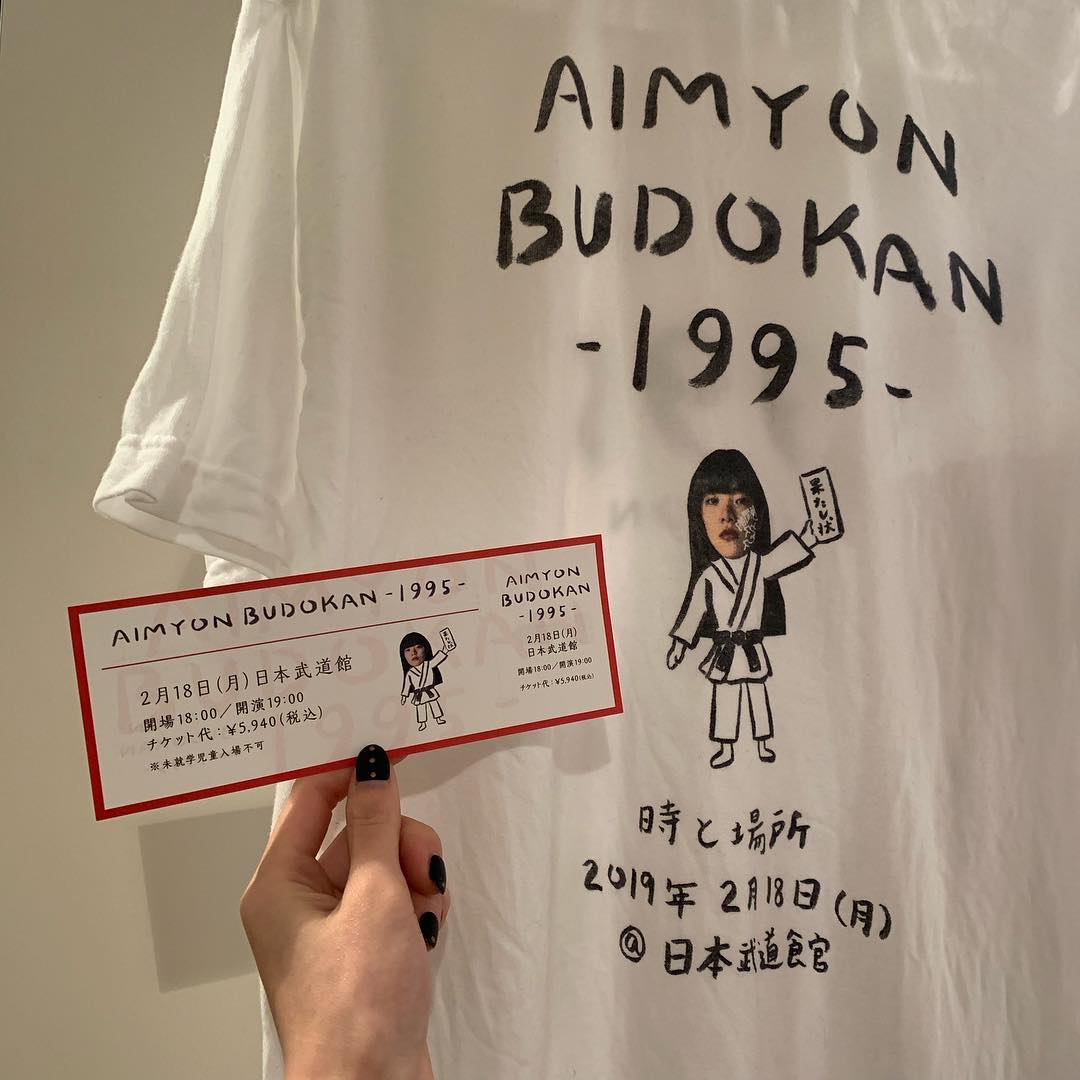 AIMYON
BUDOKAN
-1995-
果たし状
時と場所
2019年 2月18日(月)
@ 日本武道館
AIMYON BUDOKAN -1995-
2月18日(月)日本武道館
開場18:00/開演19:00
チケット代:¥5,940(税込)
※未就学児童入場不可
果たし状
AIMYON
BUDOKAN
-1995-
2月18日(月)
日本武道館
開場18:00/開演19:00
チケット代:¥5,940(税込)